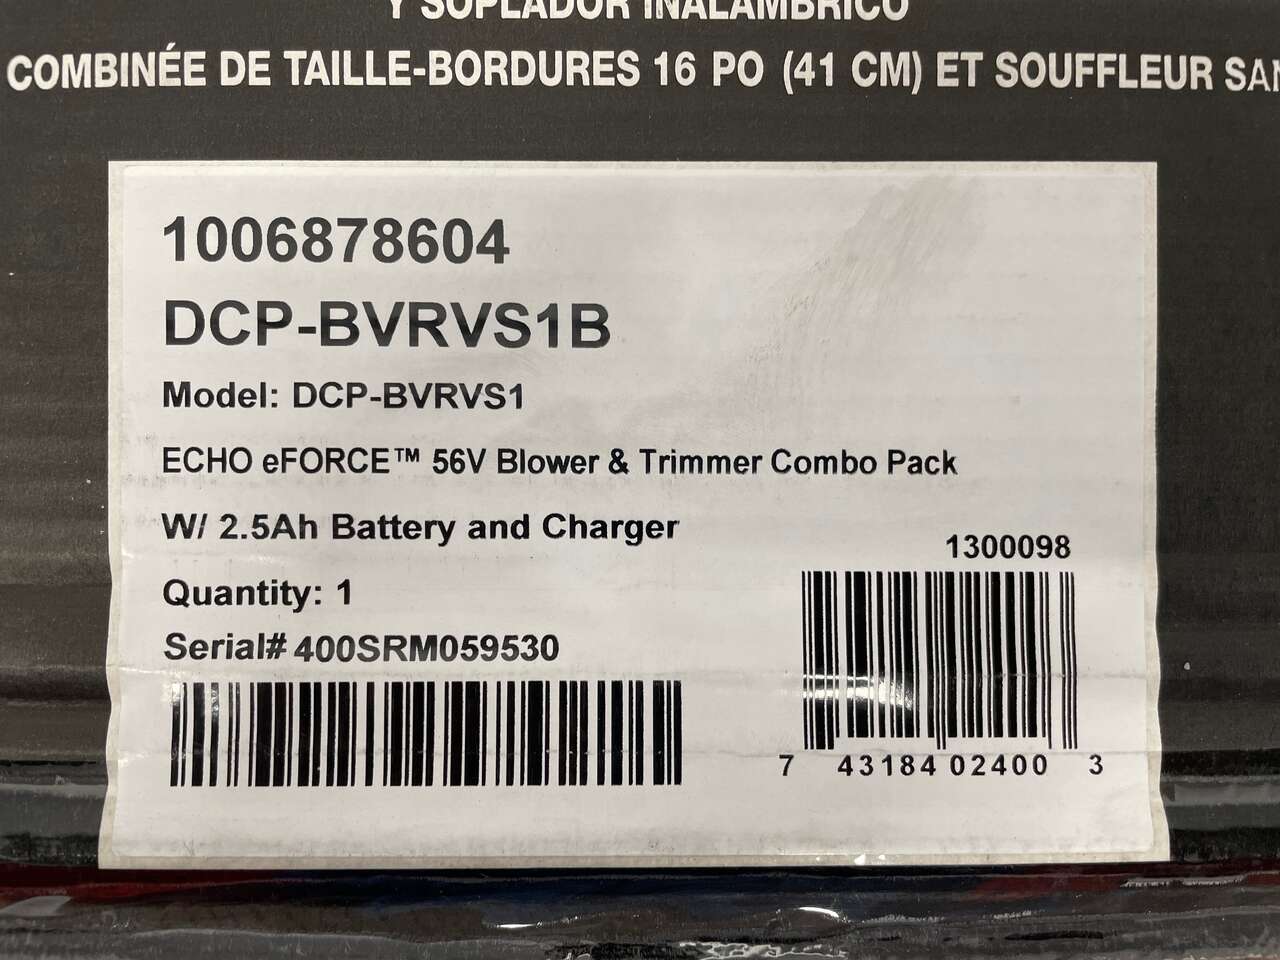 Y SOPLADOR INALÁMBRICO
COMBINÉE DE TAILLE-BORDURES 16 PO (41 CM) ET SOUFFLEUR
1006878604
DCP-BVRVS1B
Model: DCP-BVRVS1
ECHO eFORCE™ 56V Blower & Trimmer Combo Pack
W/ 2.5Ah Battery and Charger
1300098
Quantity: 1
Serial# 400SRM059530
7 43184 02400 3